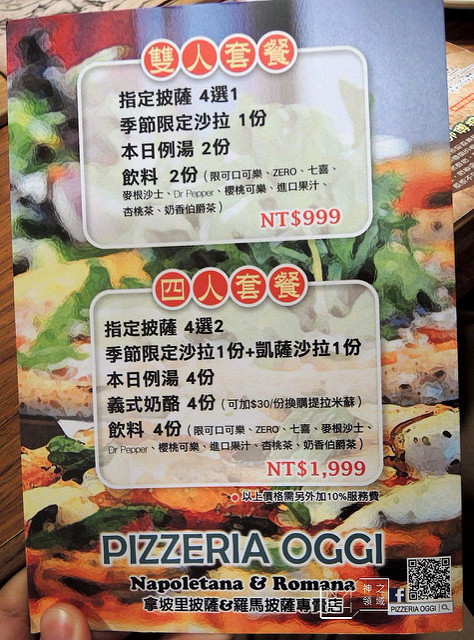 雙人套餐
指定披薩 4選1
季節限定沙拉 1份
本日例湯 2份
飲料 2份（限可口可樂、ZERO、七喜、
麥根沙士、Dr Pepper、櫻桃可樂、進口果汁、
杏桃茶、奶香伯爵茶）
NT$999
四人套餐
指定披薩 4選2
季節限定沙拉1份+凱薩沙拉1份
本日例湯 4份
義式奶酪 4份（可加$30/份換購提拉米蘇）
飲料 4份（限可口可樂、ZERO、七喜、麥根沙士、
Dr Pepper、櫻桃可樂、進口果汁、杏桃茶、奶香伯爵茶）
NT$1,999
● 以上價格需另外加10%服務費
PIZZERIA OGGI
Napoletana & Romana
拿坡里披薩&羅馬披薩專賣店
神之領域
PIZZERIA OGGI